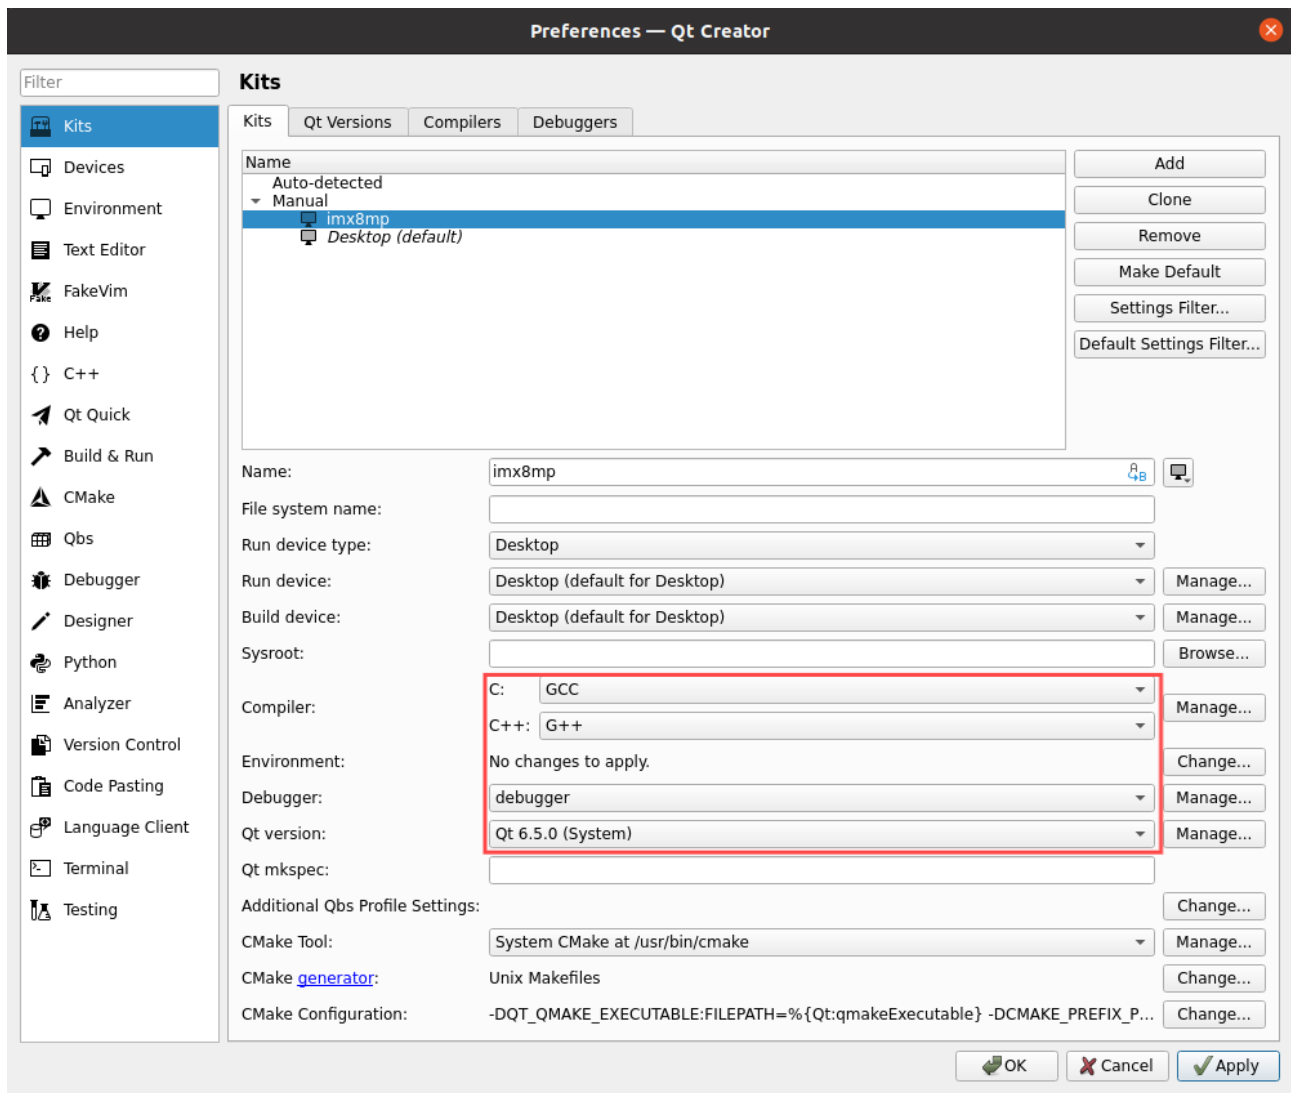 Preferences — Qt Creator
Filter
Kits
Devices
Environment
Text Editor
FakeVim
Help
C++
Qt Quick
Build & Run
CMake
Qbs
Debugger
Designer
Python
Analyzer
Version Control
Code Pasting
Language Client
Terminal
Testing
Kits
Kits Qt Versions Compilers Debuggers
Name
Auto-detected
Manual
imx8mp
Desktop (default)
Add
Clone
Remove
Make Default
Settings Filter...
Default Settings Filter...
Name: imx8mp
File system name:
Run device type: Desktop
Run device: Desktop (default for Desktop) Manage...
Build device: Desktop (default for Desktop) Manage...
Sysroot: Browse...
Compiler: C: GCC Manage...
C++: G++
Environment: No changes to apply. Change...
Debugger: debugger Manage...
Qt version: Qt 6.5.0 (System) Manage...
Qt mkspec:
Additional Qbs Profile Settings: Change...
CMake Tool: System CMake at /usr/bin/cmake Manage...
CMake generator: Unix Makefiles Change...
CMake Configuration: -DQT_QMAKE_EXECUTABLE:FILEPATH=%{Qt:qmakeExecutable} -DCMAKE_PREFIX_P... Change...
OK Cancel Apply